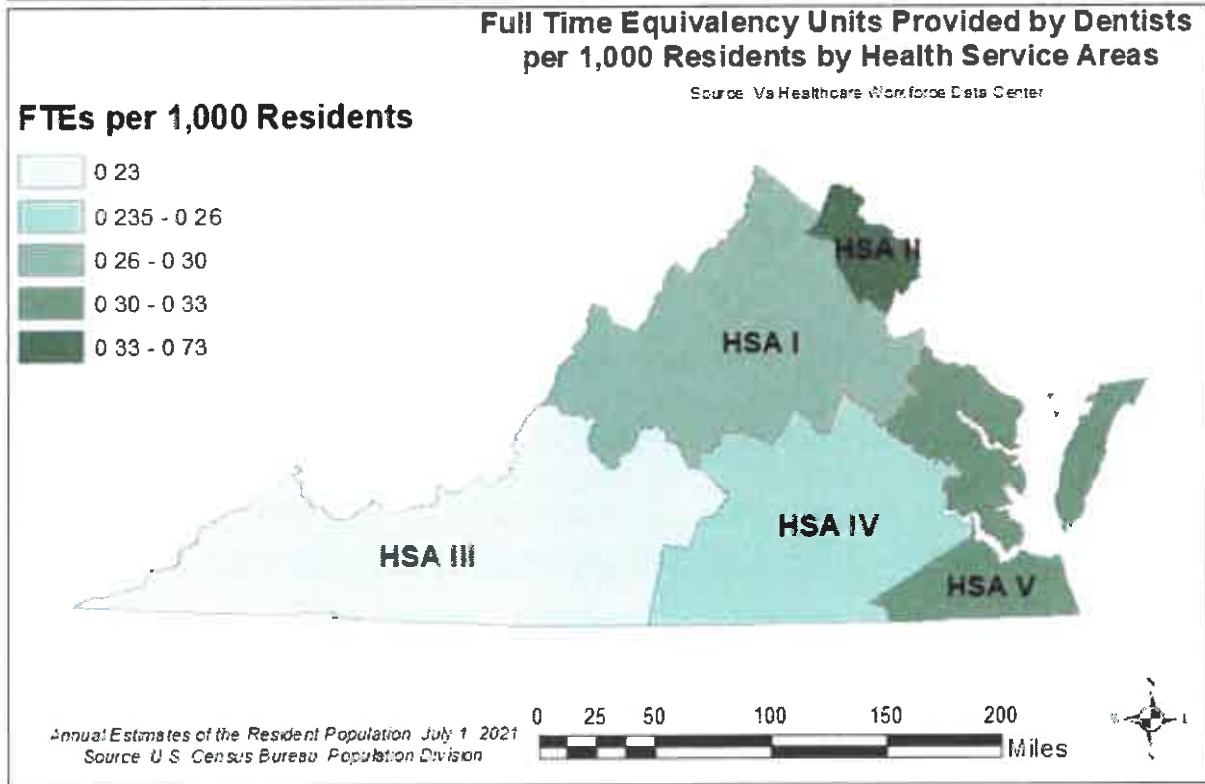 Full Time Equivalency Units Provided by Dentists
per 1,000 Residents by Health Service Areas
Source Va Healthcare Workforce Data Center
FTEs per 1,000 Residents
0 23
0 235 - 0 26
0 26 - 0 30
0 30 - 0 33
0 33 - 0 73
HSA II
HSA I
HSA IV
HSA III
HSA V
Annual Estimates of the Resident Population July 1 2021
Source U S Census Bureau Population Division
0 25 50 100 150 200
Miles